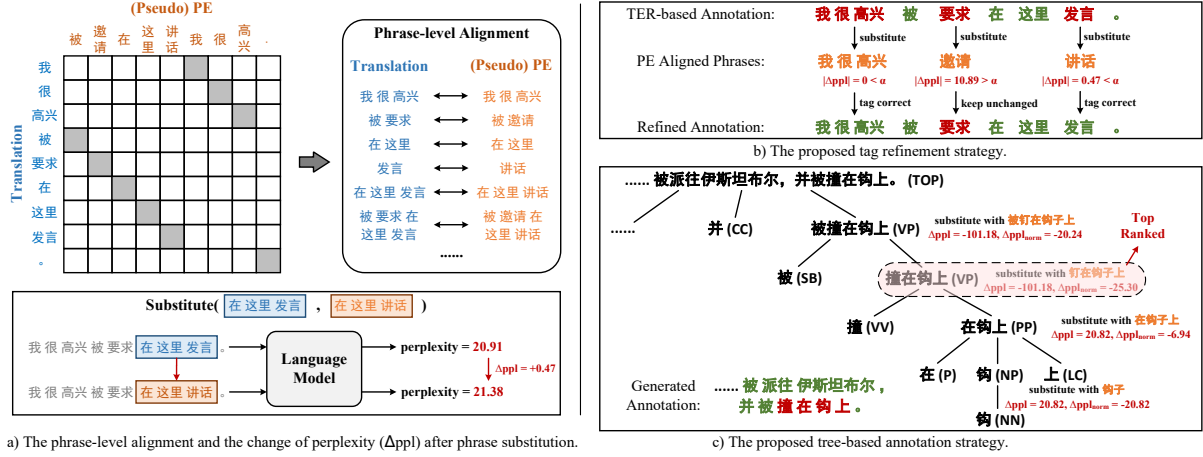 (Pseudo) PE
被 邀请 在 这里 讲话 我 很 高兴 .
Translation
我
很
高兴
被
要求
在
这里
发言
。
Phrase-level Alignment
Translation (Pseudo) PE
我 很 高兴 我 很 高兴
被 要求 被 邀请
在 这里 在 这里
发言 讲话
在 这里 发言 在 这里 讲话
被 要求 在 被 邀请 在
这里 发言 这里 讲话
......
Substitute( 在 这里 发言 , 在 这里 讲话 )
我 很 高兴 被 要求 在 这里 发言 。 perplexity = 20.91
Language
Model
Δppl = +0.47
我 很 高兴 被 要求 在 这里 讲话 。 perplexity = 21.38
a) The phrase-level alignment and the change of perplexity (Δppl) after phrase substitution.
TER-based Annotation: 我 很 高兴 被 要求 在 这里 发言 。
substitute substitute substitute
PE Aligned Phrases: 我 很 高兴 邀请 讲话
|Δppl| = 0 < α |Δppl| = 10.89 > α |Δppl| = 0.47 < α
tag correct keep unchanged tag correct
Refined Annotation: 我 很 高兴 被 要求 在 这里 发言 。
b) The proposed tag refinement strategy.
...... 被派往伊斯坦布尔，并被撞在钩上。(TOP)
...... 并 (CC) 被撞在钩上 (VP) substitute with 被钉在钩子上
Δppl = -101.18, Δpplnorm = -20.24
Top
Ranked
被 (SB) 撞在钩上 (VP) substitute with 钉在钩子上
Δppl = -101.18, Δpplnorm = -25.30
撞 (VV) 在钩上 (PP) substitute with 在钩子上
Δppl = 20.82, Δpplnorm = -6.94
在 (P) 钩 (NP) 上 (LC)
substitute with 钩子
Δppl = 20.82, Δpplnorm = -20.82
钩 (NN)
Generated ...... 被 派往 伊斯坦布尔 ，
Annotation: 并 被 撞 在 钩 上 。
c) The proposed tree-based annotation strategy.